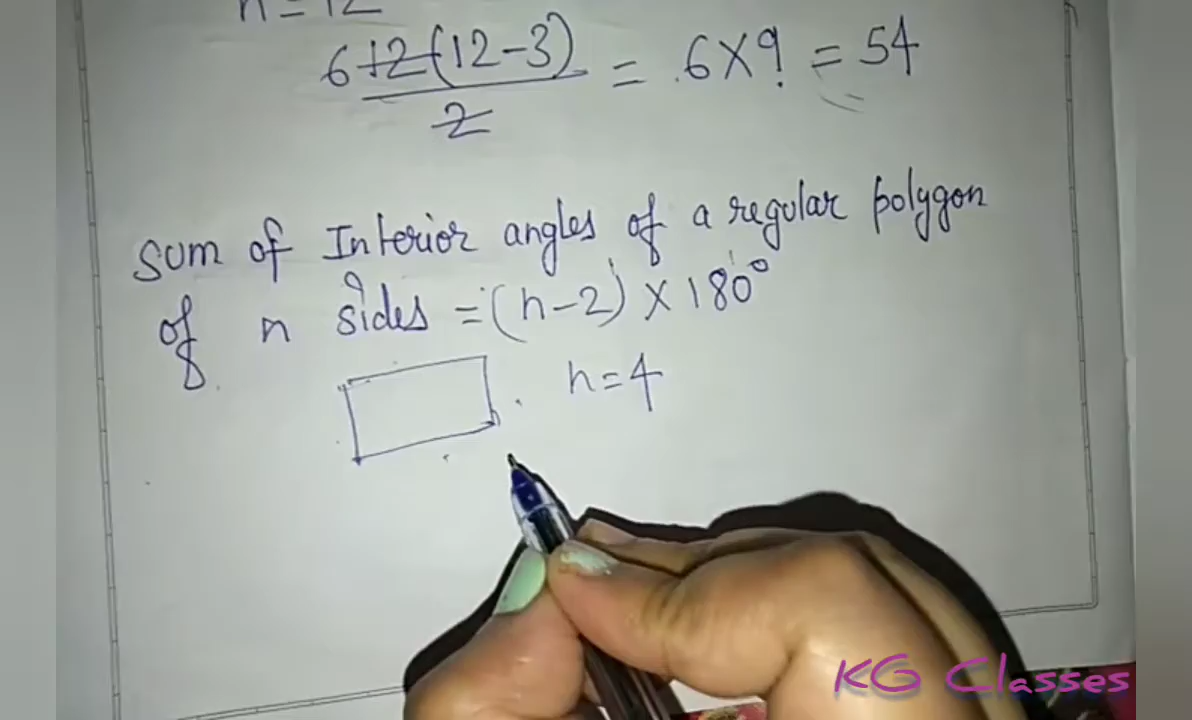 n=12
6 12(12-3) / 2 = 6×9 = 54
Sum of Interior angles of a regular polygon
of n sides = (n-2) × 180°
n=4
KG Classes